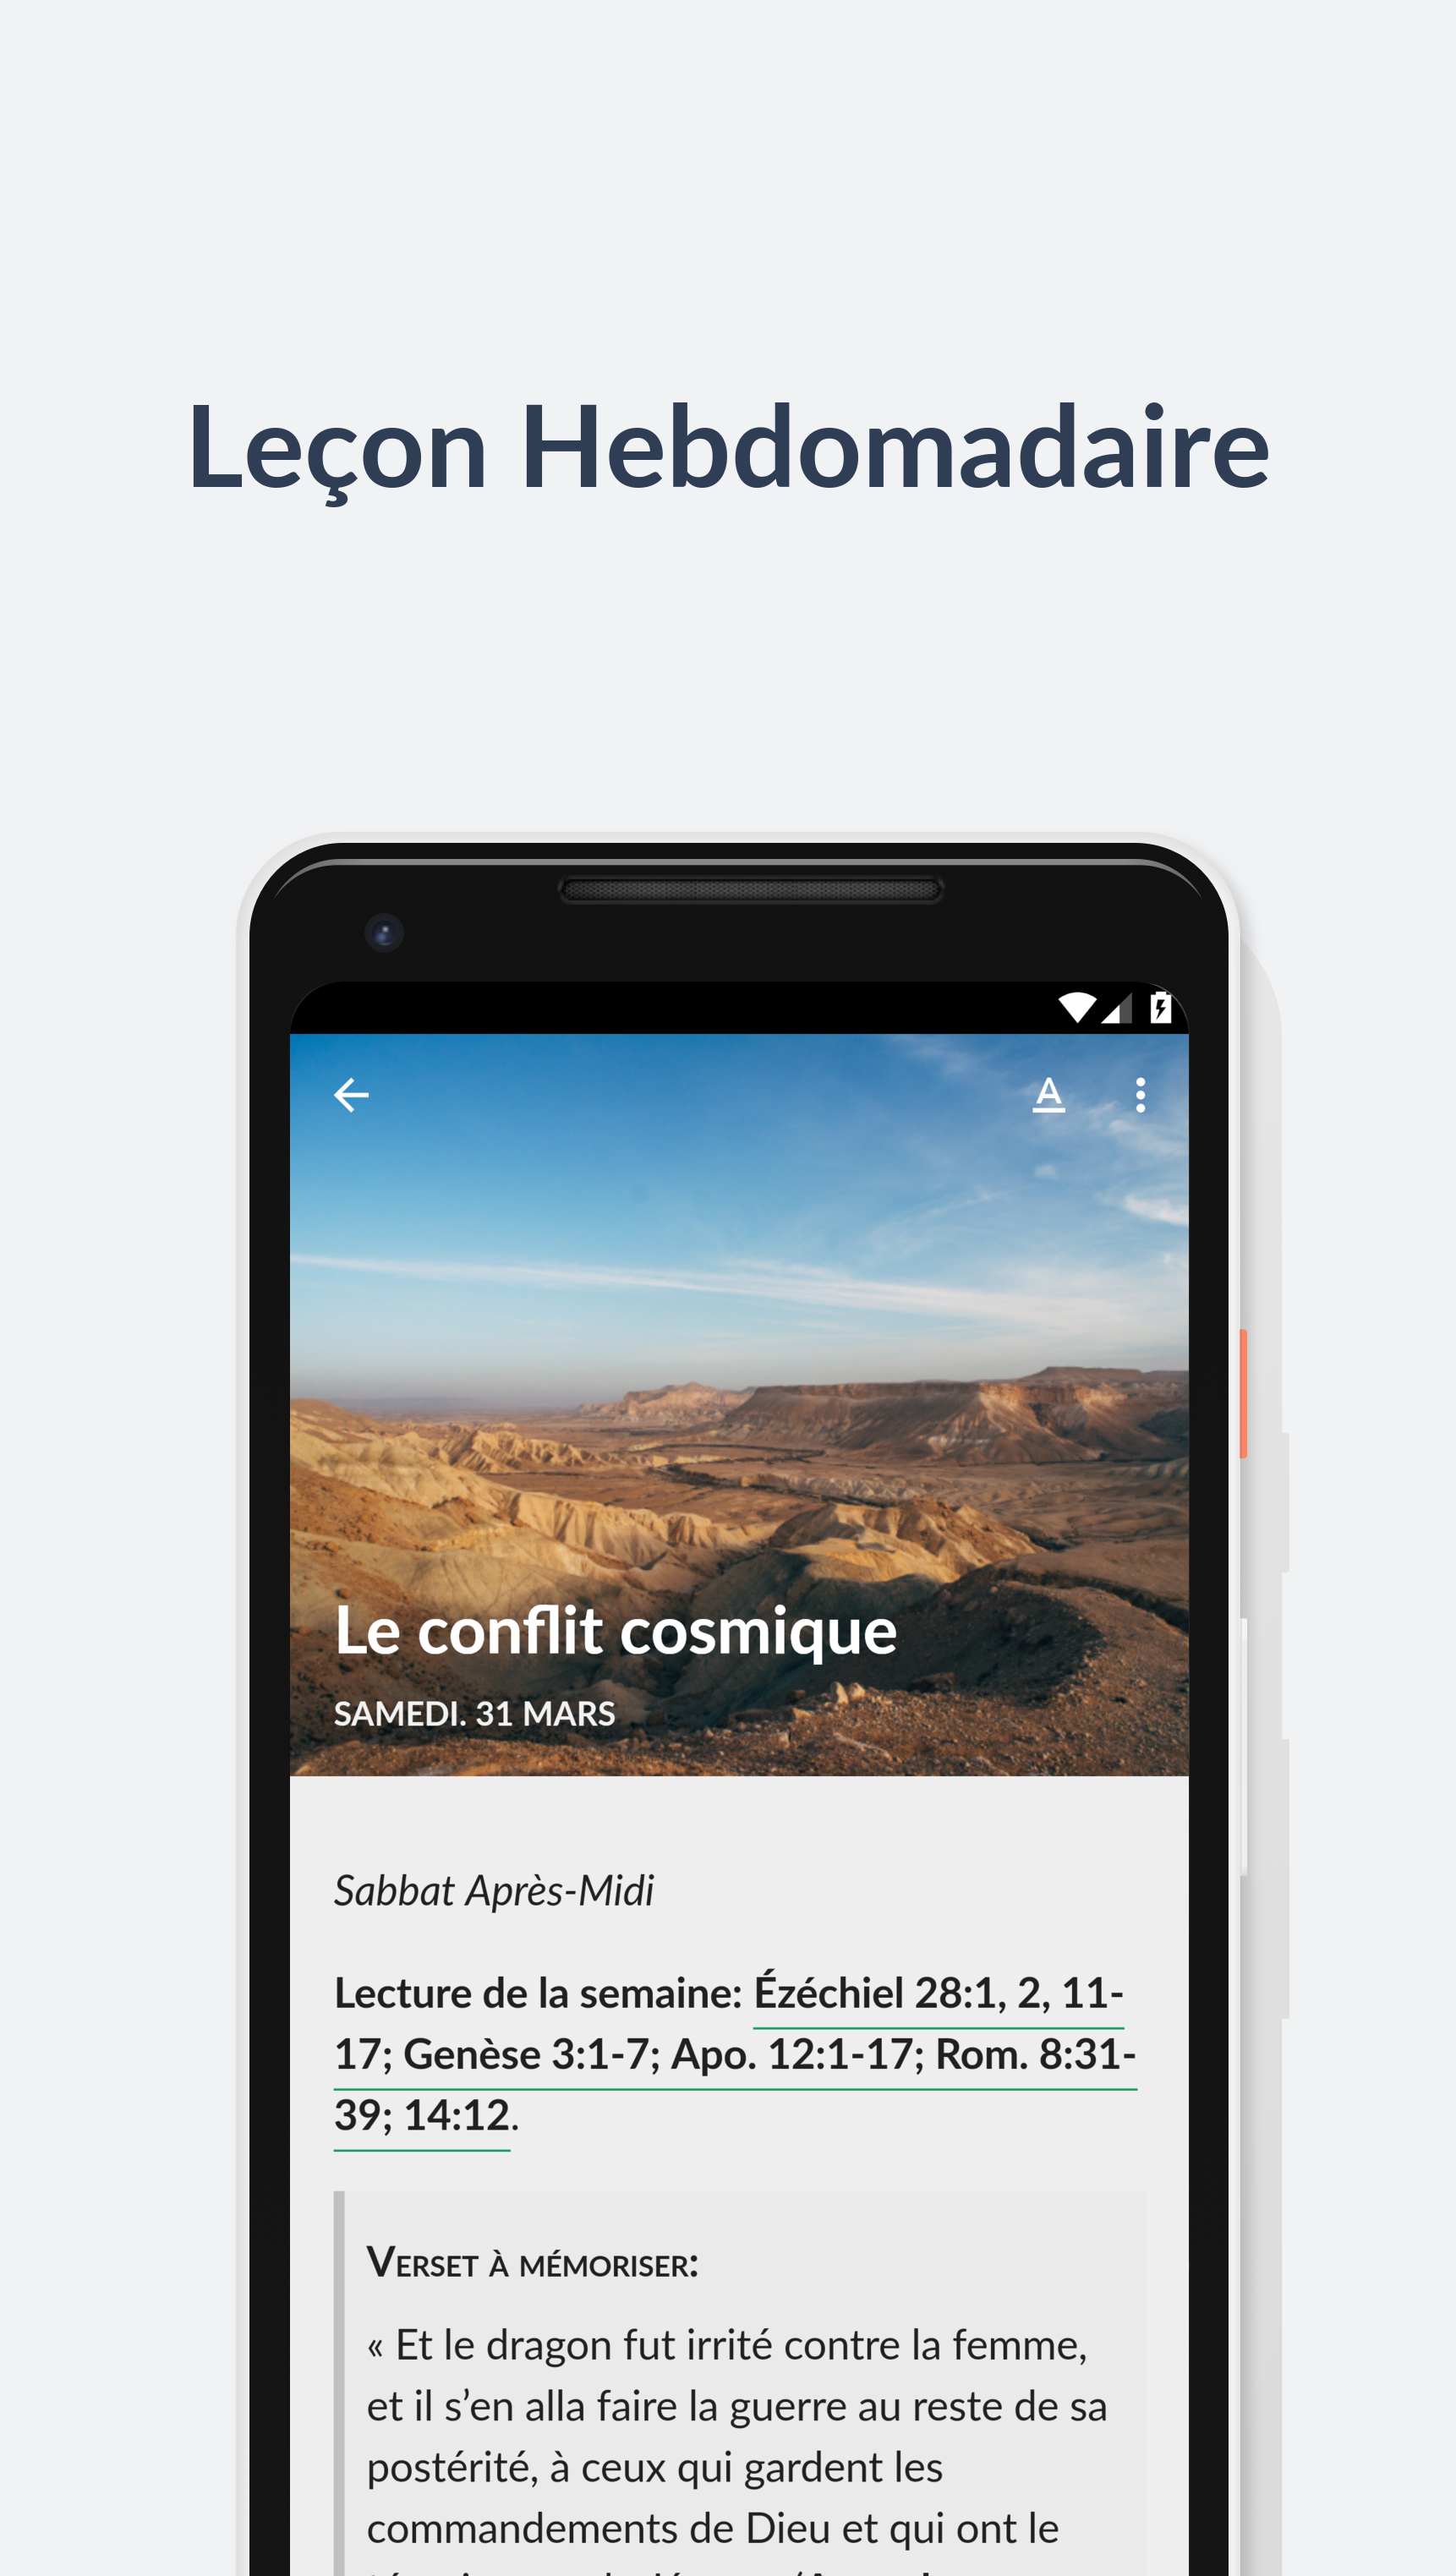 Leçon Hebdomadaire
A
Le conflit cosmique
SAMEDI. 31 MARS
Sabbat Après-Midi
Lecture de la semaine: Ézéchiel 28:1, 2, 11-
17; Genèse 3:1-7; Apo. 12:1-17; Rom. 8:31-
39; 14:12.
Verset à mémoriser:
« Et le dragon fut irrité contre la femme,
et il s’en alla faire la guerre au reste de sa
postérité, à ceux qui gardent les
commandements de Dieu et qui ont le